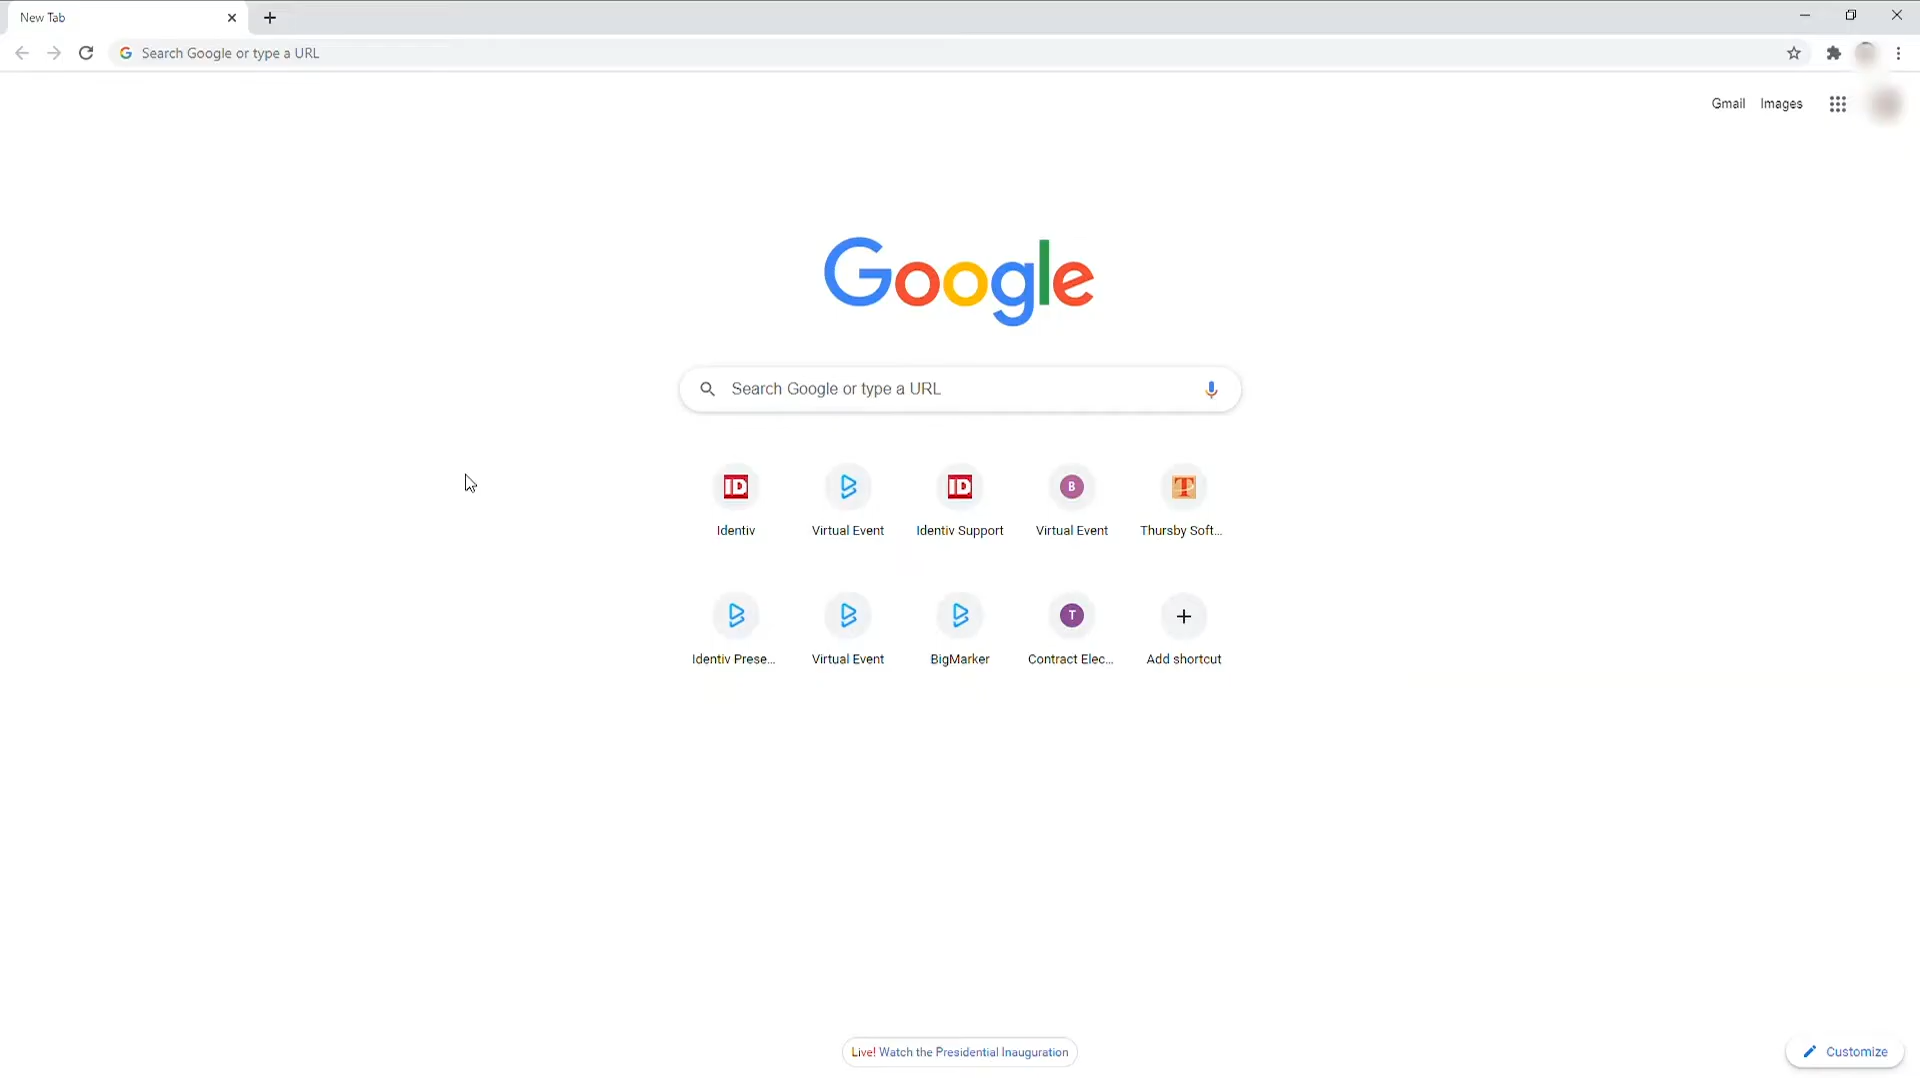 New Tab
Search Google or type a URL
Gmail Images
Google
Search Google or type a URL
ID ID B T
Identiv Virtual Event Identiv Support Virtual Event Thursby Soft...
T
Identiv Prese... Virtual Event BigMarker Contract Elec... Add shortcut
Live! Watch the Presidential Inauguration
Customize